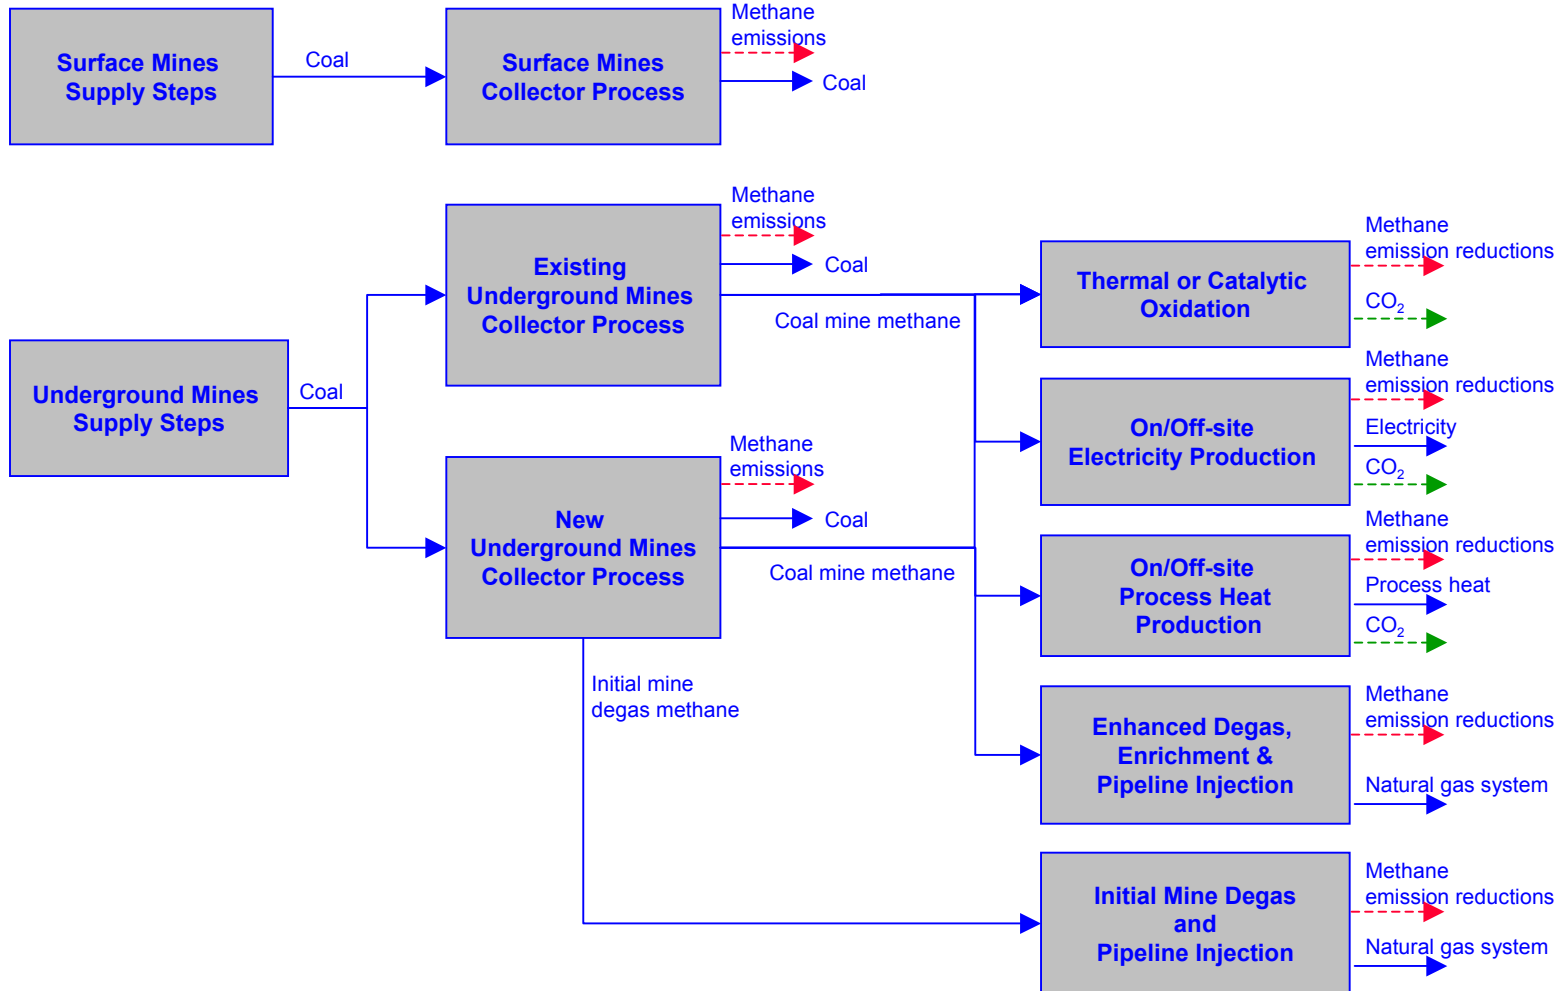 Surface Mines
Supply Steps
Coal
Surface Mines
Collector Process
Methane
emissions
Coal
Underground Mines
Supply Steps
Coal
Existing
Underground Mines
Collector Process
Methane
emissions
Coal
Coal mine methane
New
Underground Mines
Collector Process
Methane
emissions
Coal
Coal mine methane
Initial mine
degas methane
Thermal or Catalytic
Oxidation
Methane
emission reductions
CO₂
On/Off-site
Electricity Production
Methane
emission reductions
Electricity
CO₂
On/Off-site
Process Heat
Production
Methane
emission reductions
Process heat
CO₂
Enhanced Degas,
Enrichment &
Pipeline Injection
Methane
emission reductions
Natural gas system
Initial Mine Degas
and
Pipeline Injection
Methane
emission reductions
Natural gas system